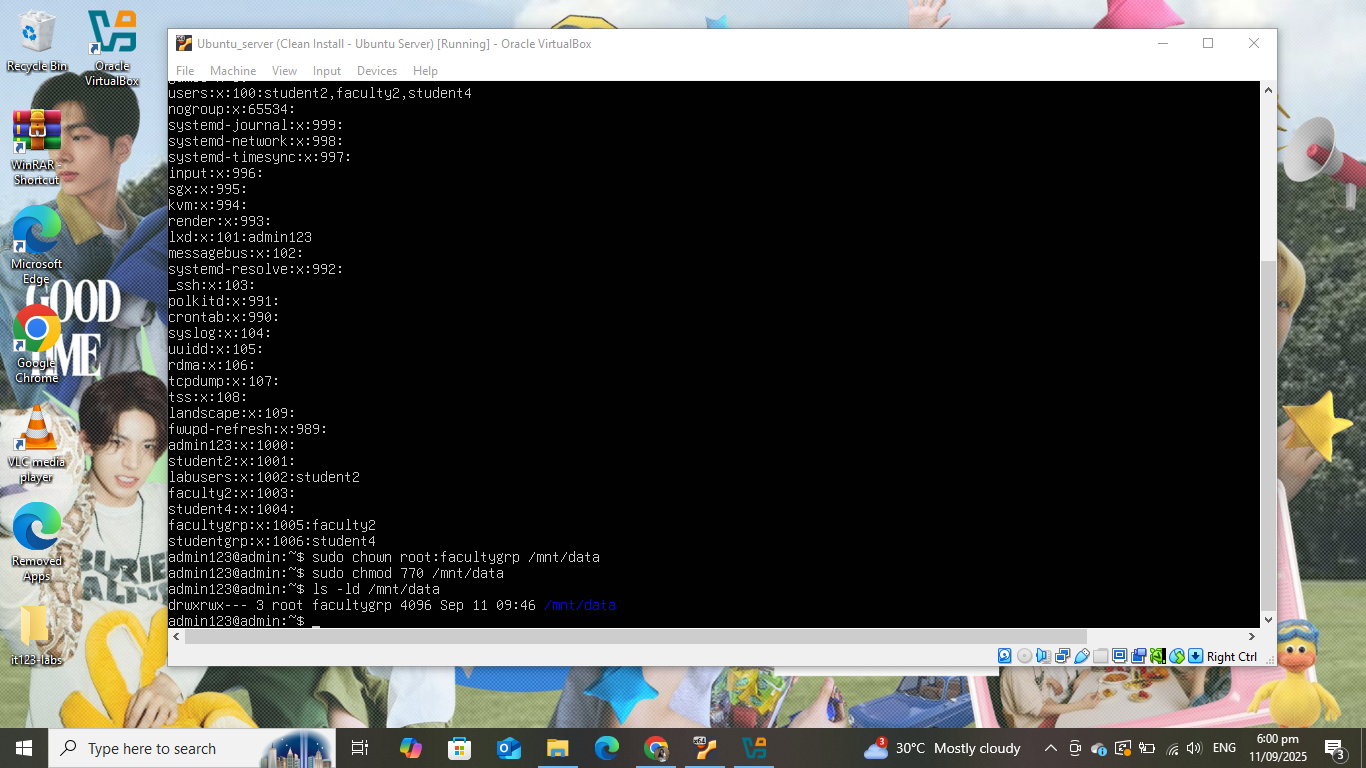 Recycle Bin
Oracle
VirtualBox
WinRAR -
Shortcut
Microsoft
Edge
Google
Chrome
VLC media
player
Removed
Apps
it123-labs
GOOD
TIME
Ubuntu_server (Clean Install - Ubuntu Server) [Running] - Oracle VirtualBox
File Machine View Input Devices Help
users:x:100:student2,faculty2,student4
nogroup:x:65534:
systemd-journal:x:999:
systemd-network:x:998:
systemd-timesync:x:997:
input:x:996:
sgx:x:995:
kvm:x:994:
render:x:993:
lxd:x:101:admin123
messagebus:x:102:
systemd-resolve:x:992:
_ssh:x:103:
polkitd:x:991:
crontab:x:990:
syslog:x:104:
uuidd:x:105:
rdma:x:106:
tcpdump:x:107:
tss:x:108:
landscape:x:109:
fwupd-refresh:x:989:
admin123:x:1000:
student2:x:1001:
labusers:x:1002:student2
faculty2:x:1003:
student4:x:1004:
facultygrp:x:1005:faculty2
studentgrp:x:1006:student4
admin123@admin:~$ sudo chown root:facultygrp /mnt/data
admin123@admin:~$ sudo chmod 770 /mnt/data
admin123@admin:~$ ls -ld /mnt/data
drwxrwx--- 3 root facultygrp 4096 Sep 11 09:46 /mnt/data
admin123@admin:~$ _
Right Ctrl
Type here to search
3
30°C Mostly cloudy
ENG
6:00 pm
11/09/2025
3